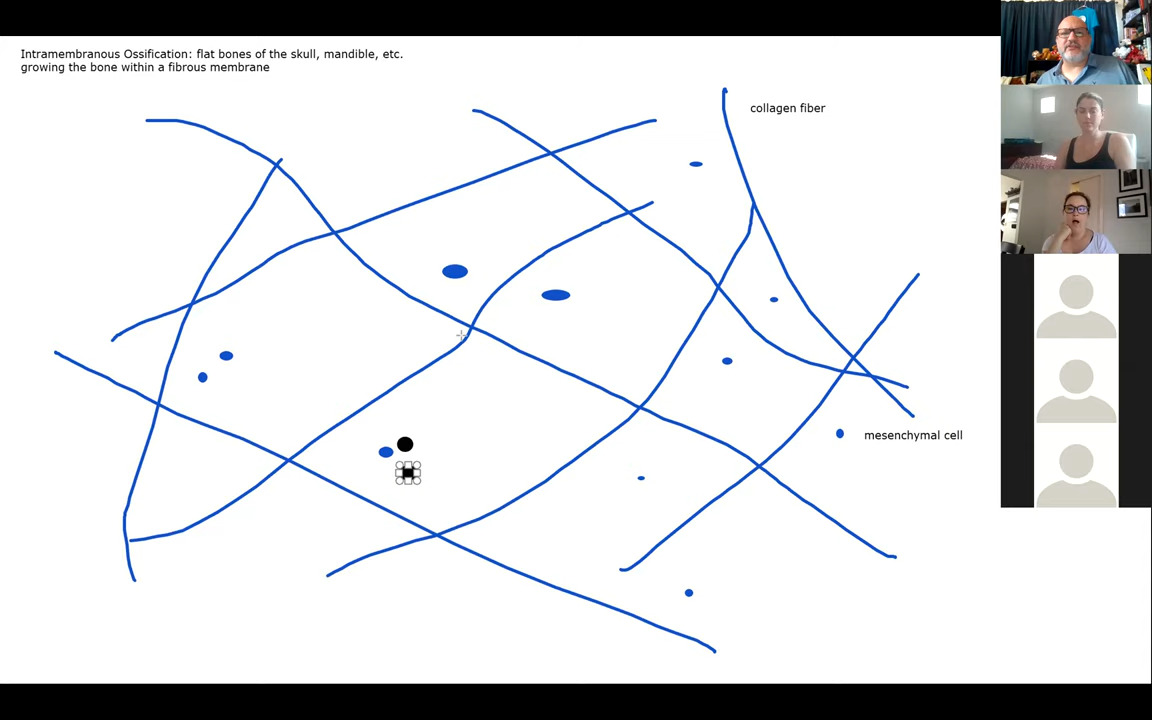 Intramembranous Ossification: flat bones of the skull, mandible, etc.
growing the bone within a fibrous membrane
collagen fiber
mesenchymal cell